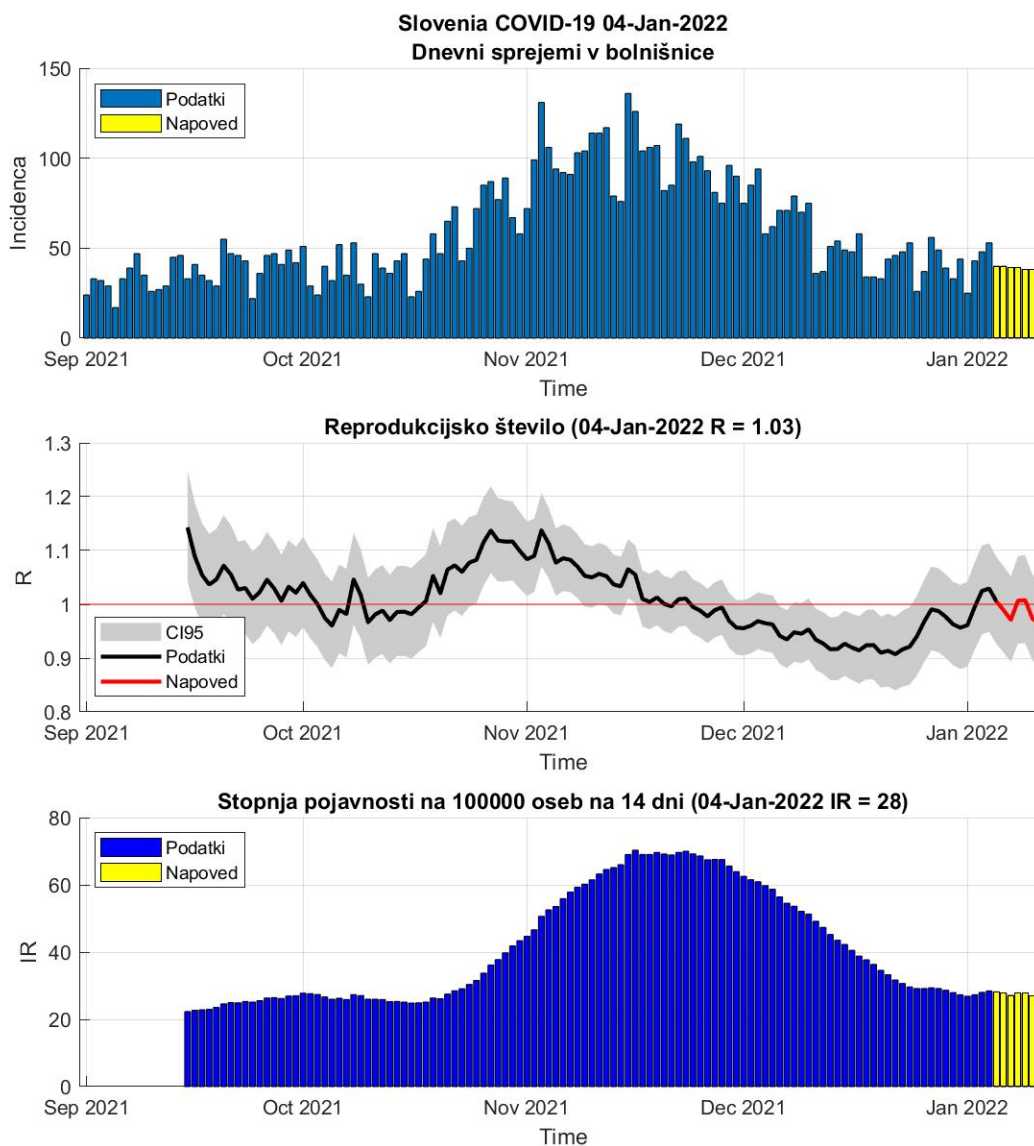 Slovenia COVID-19 04-Jan-2022
Dnevni sprejemi v bolnišnice
150
100
50
0
Incidenca
Podatki
Napoved
Sep 2021
Oct 2021
Nov 2021
Dec 2021
Jan 2022
Time
Reprodukcijsko število (04-Jan-2022 R = 1.03)
1.3
1.2
1.1
1
0.9
0.8
R
CI95
Podatki
Napoved
Sep 2021
Oct 2021
Nov 2021
Dec 2021
Jan 2022
Time
Stopnja pojavnosti na 100000 oseb na 14 dni (04-Jan-2022 IR = 28)
80
60
40
20
0
IR
Podatki
Napoved
Sep 2021
Oct 2021
Nov 2021
Dec 2021
Jan 2022
Time